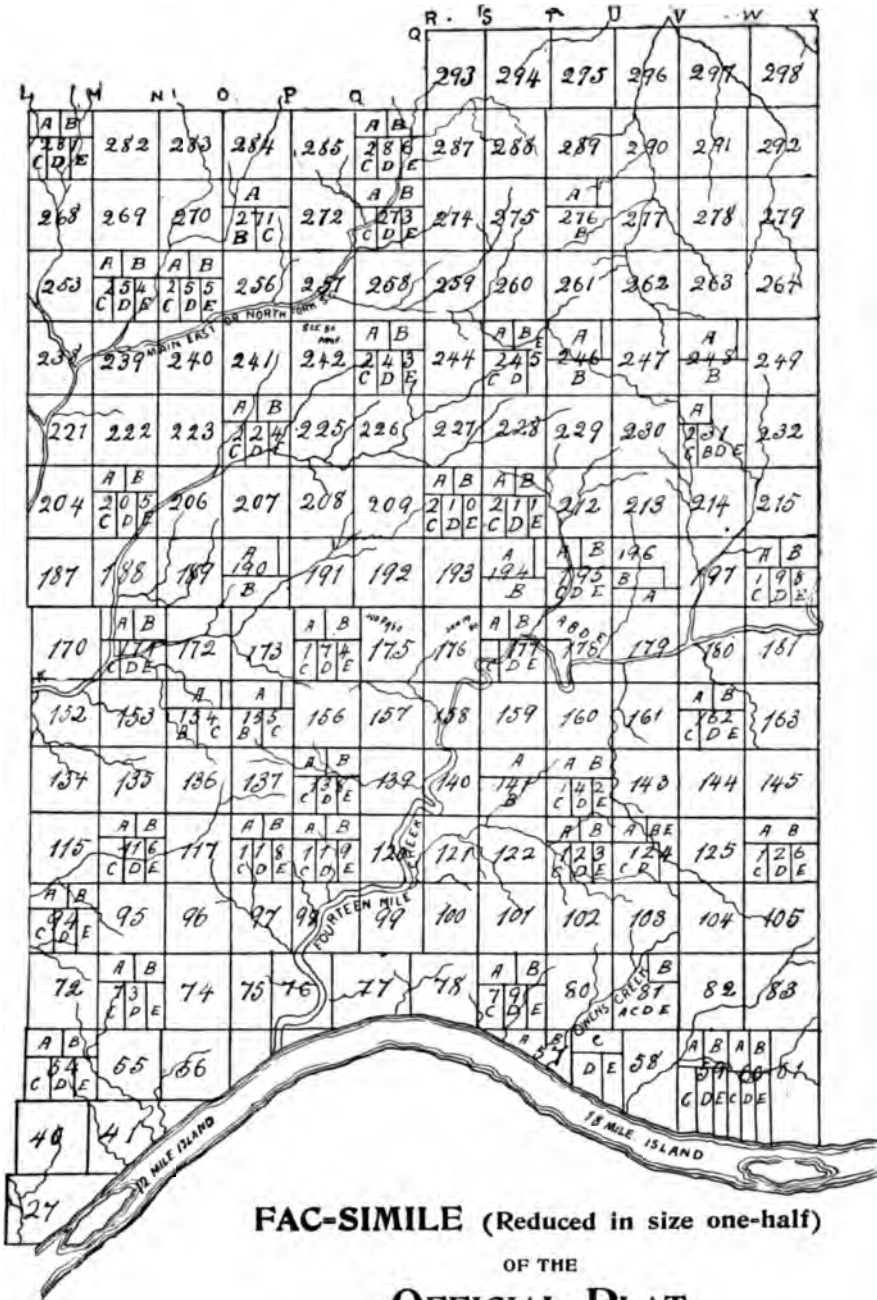 R. S T U V W X
Q
293 294 295 296 297 298
L M N O P Q
A B A B
281 282 283 284 285 286 287 288 289 290 291 292
C D E C D E
A A B A
268 269 270 271 272 273 274 275 276 277 278 279
B C C D E B
A B A B
253 254 255 256 257 258 259 260 261 262 263 264
C D E C D E
MAIN EAST OR NORTH FORK
A B A B E A A
238 239 240 241 242 243 244 245 246 247 248 249
C D E C D B B
A B A
221 222 223 224 225 226 227 228 229 230 231 232
C D E C B D E
A B A B A B
204 205 206 207 208 209 210 211 212 213 214 215
C D E C D E C D E
A A A B 196 A B
187 188 189 190 191 192 193 194 195 B 197 198
B B C D E A C D E
A B A B A B A B D E
170 171 172 173 174 175 176 177 178 179 180 181
C D E C D E D E
K
A A A B
152 153 154 155 156 157 158 159 160 161 162 163
B C B C C D E
A B A A B
134 135 136 137 138 139 140 141 142 143 144 145
C D E B C D E
A B A B A B A B A B E A B
115 116 117 118 119 120 121 122 123 124 125 126
C D E C D E C D E C D E C D C D E
A B
94 95 96 97 98 99 100 101 102 103 104 105
C D E
FOURTEEN MILE CREEK
A B A B B
72 73 74 75 76 77 78 79 80 81 82 83
C D E C D E A C D E
OWENS CREEK
A B A B C A B A B
54 55 56 57 58 59 60 61
C D E D E C D E C D E
40 41
12 MILE ISLAND
18 MILE ISLAND
27
FAC-SIMILE (Reduced in size one-half)
OF THE
OFFICIAL PLAT